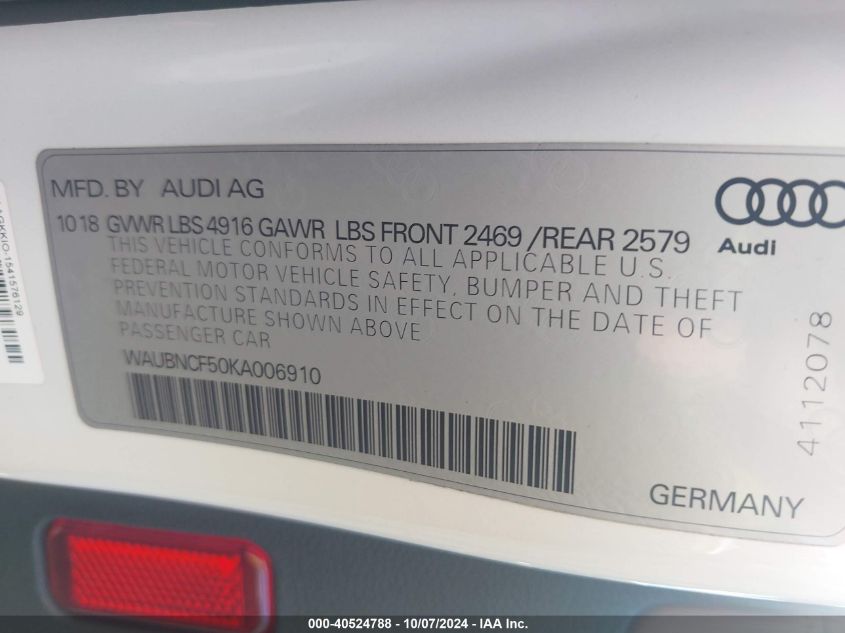 MFD. BY AUDI AG
10 18 GVWR LBS 4916 GAWR LBS FRONT 2469 /REAR 2579
THIS VEHICLE CONFORMS TO ALL APPLICABLE U.S.
FEDERAL MOTOR VEHICLE SAFETY, BUMPER AND THEFT
PREVENTION STANDARDS IN EFFECT ON THE DATE OF
MANUFACTURE SHOWN ABOVE
PASSENGER CAR
WAUBNCF50KA006910
Audi
4112078
GERMANY
000-40524788 - 10/07/2024 - IAA Inc.